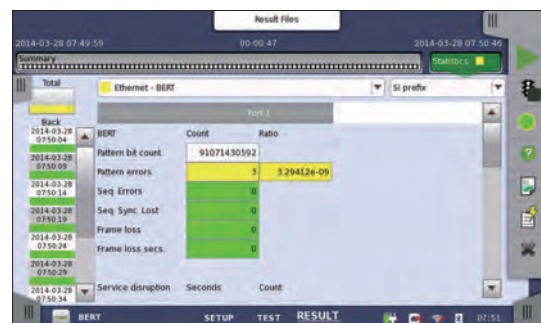 Result Files
2014-03-28 07:49:59 00:00:47 2014-03-28 07:50:46
Summary Statistics
Total
Ethernet - BERT SI prefix
Port 1
Back
2014-03-28 07:50:04
2014-03-28 07:50:09
2014-03-28 07:50:14
2014-03-28 07:50:19
2014-03-28 07:50:24
2014-03-28 07:50:29
2014-03-28 07:50:34
BERT Count Ratio
Pattern bit count 91071430592
Pattern errors. 3 3.29412e-09
Seq Errors 0
Seq Sync Lost 0
Frame loss 0
Frame loss secs. 0
Service disruption Seconds Count
BERT SETUP TEST RESULT 07:51